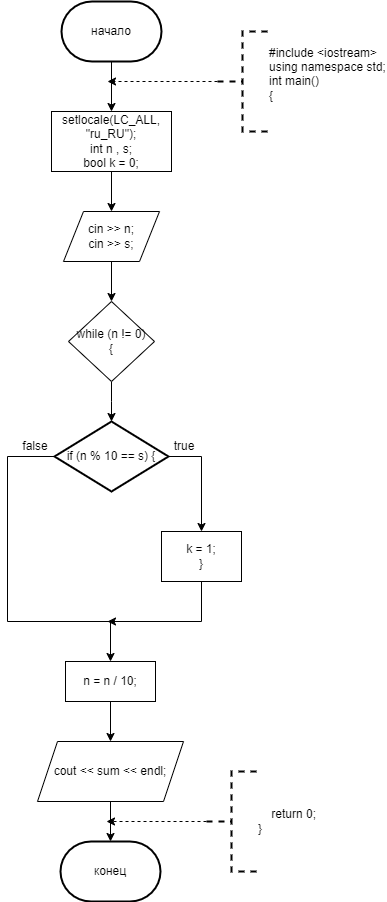 начало
#include <iostream>
using namespace std;
int main()
{
setlocale(LC_ALL,
"ru_RU");
int n , s;
bool k = 0;
cin >> n;
cin >> s;
while (n != 0)
{
false
true
if (n % 10 == s) {
k = 1;
}
n = n / 10;
cout << sum << endl;
return 0;
}
конец